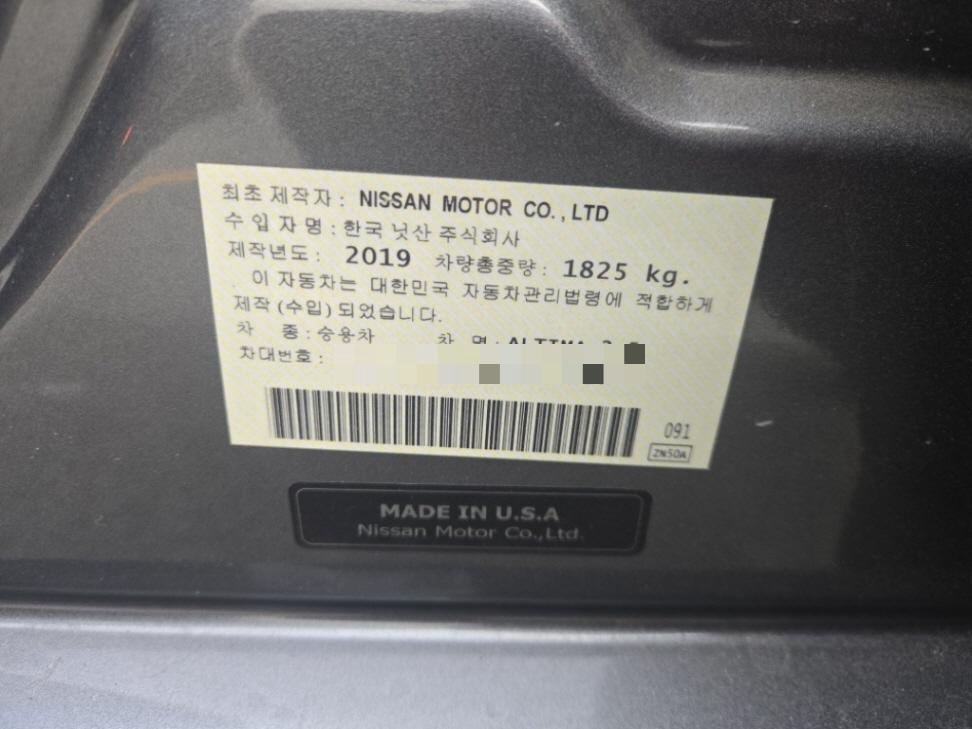 최초 제작자 : NISSAN MOTOR CO., LTD
수 입 자 명 : 한국 닛산 주식회사
제작년도 : 2019 차량총중량 : 1825 kg.
이 자동차는 대한민국 자동차관리법령에 적합하게
제작 (수입) 되었습니다.
차 종 : 승용차 차 명 : ALTIMA
차대번호 :
091
ZN50A
MADE IN U.S.A
Nissan Motor Co.,Ltd.